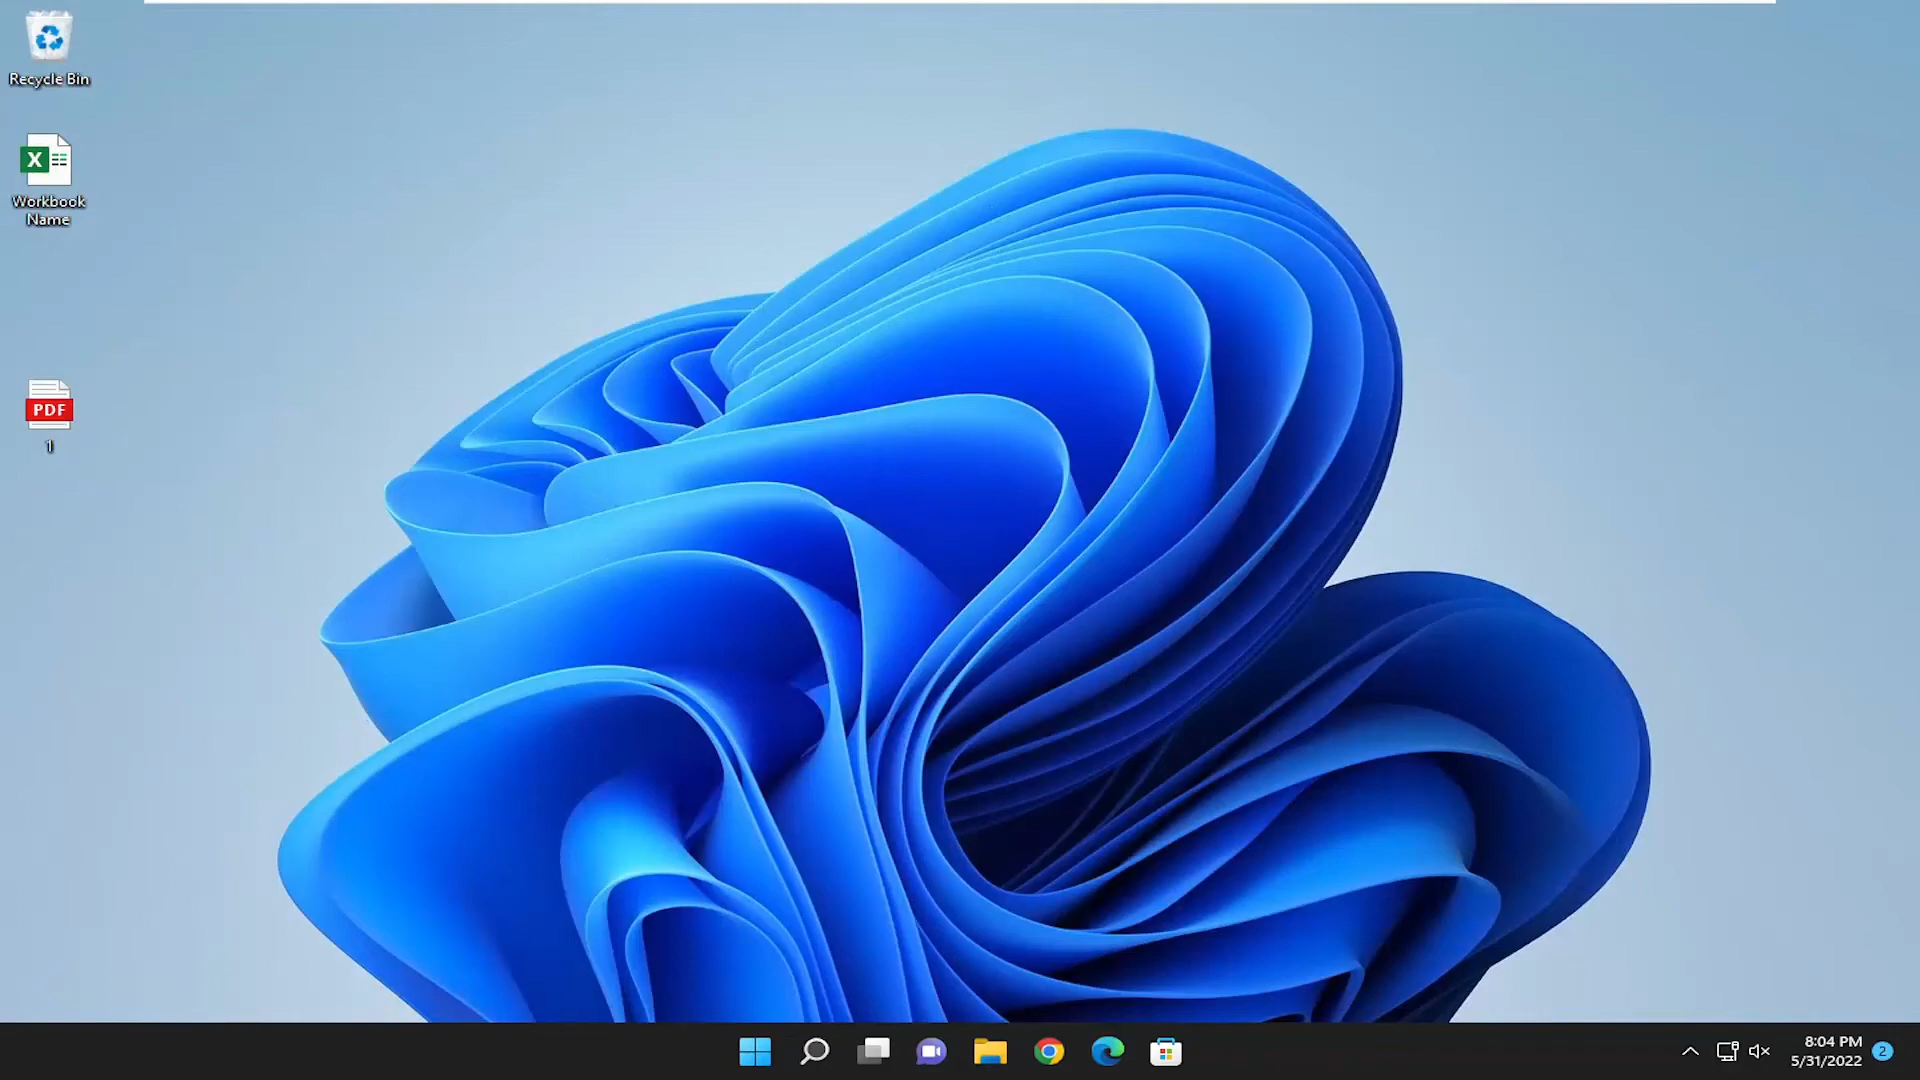 Recycle Bin
X
Workbook
Name
PDF
1
8:04 PM
5/31/2022
2